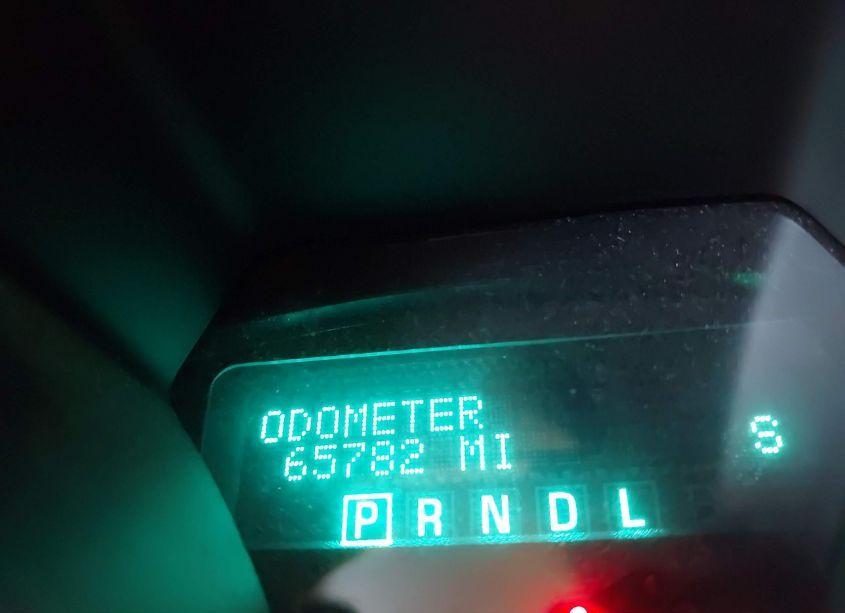 ODOMETER
65782 MI
S
P R N D L